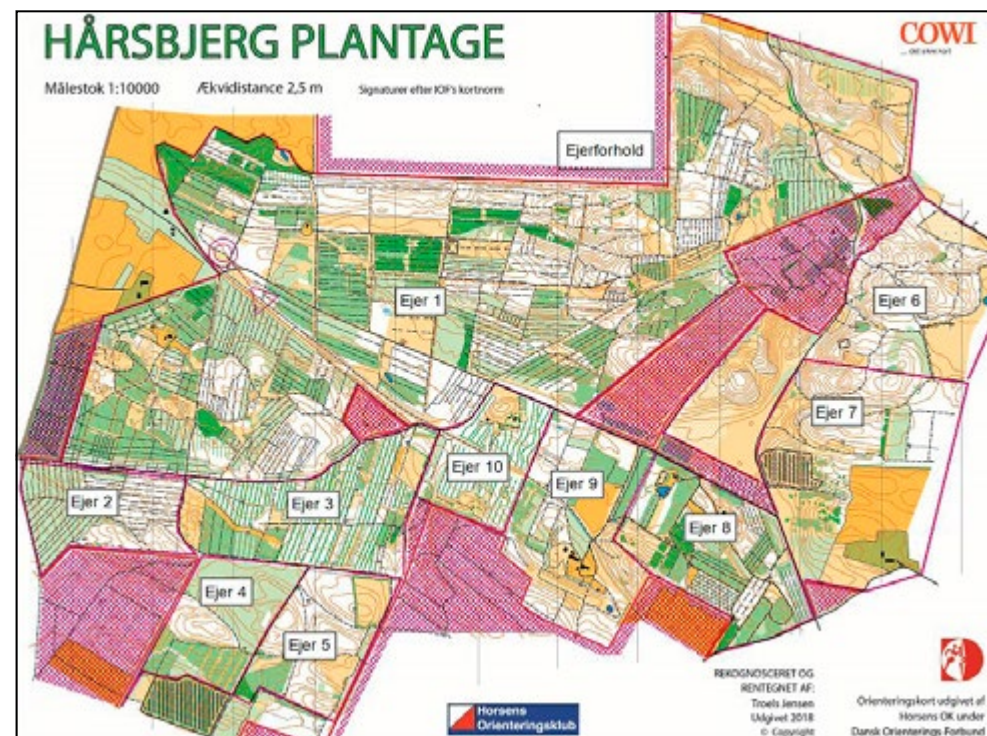 HÅRSBJERG PLANTAGE
COWI
Målestok 1:10000 Ækvidistance 2,5 m Signaturer efter IOF's kortnorm
Ejerforhold
Ejer 1
Ejer 6
Ejer 7
Ejer 10
Ejer 9
Ejer 2
Ejer 3
Ejer 8
Ejer 4
Ejer 5
REKOGNOSCERET OG
RENTEGNET AF:
Troels Jensen
Udgivet 2018
© Copyright
Horsens
Orienteringsklub
Orienteringskort udgivet af
Horsens OK under
Dansk Orienterings Forbund